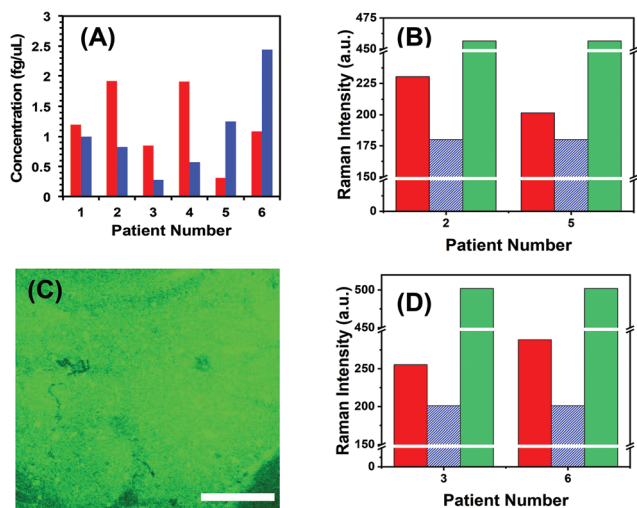 (A)
Concentration (fg/uL)
3
2.5
2
1.5
1
0.5
0
1 2 3 4 5 6
Patient Number
(B)
Raman Intensity (a.u.)
475
450
225
200
175
150
0
2 5
Patient Number
(C)
(D)
Raman Intensity (a.u.)
500
450
250
200
150
0
3 6
Patient Number